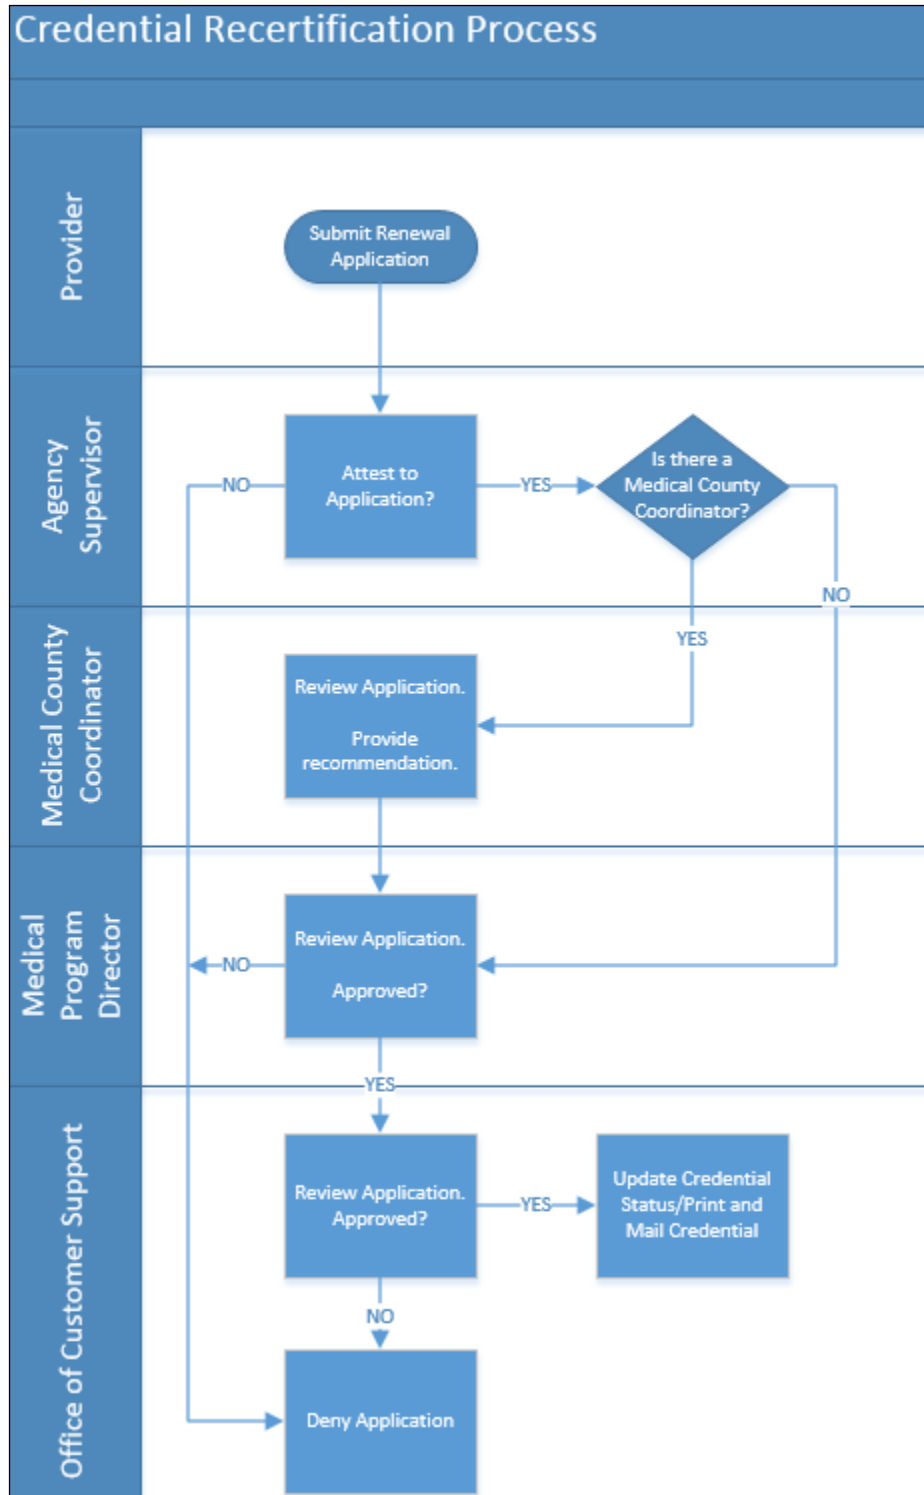 Credential Recertification Process
Provider
Submit Renewal
Application
Agency
Supervisor
Attest to
Application?
NO
YES
Is there a
Medical County
Coordinator?
NO
YES
Medical County
Coordinator
Review Application.
Provide
recommendation.
Medical
Program
Director
Review Application.
Approved?
NO
YES
Office of Customer Support
Review Application.
Approved?
YES
Update Credential
Status/Print and
Mail Credential
NO
Deny Application